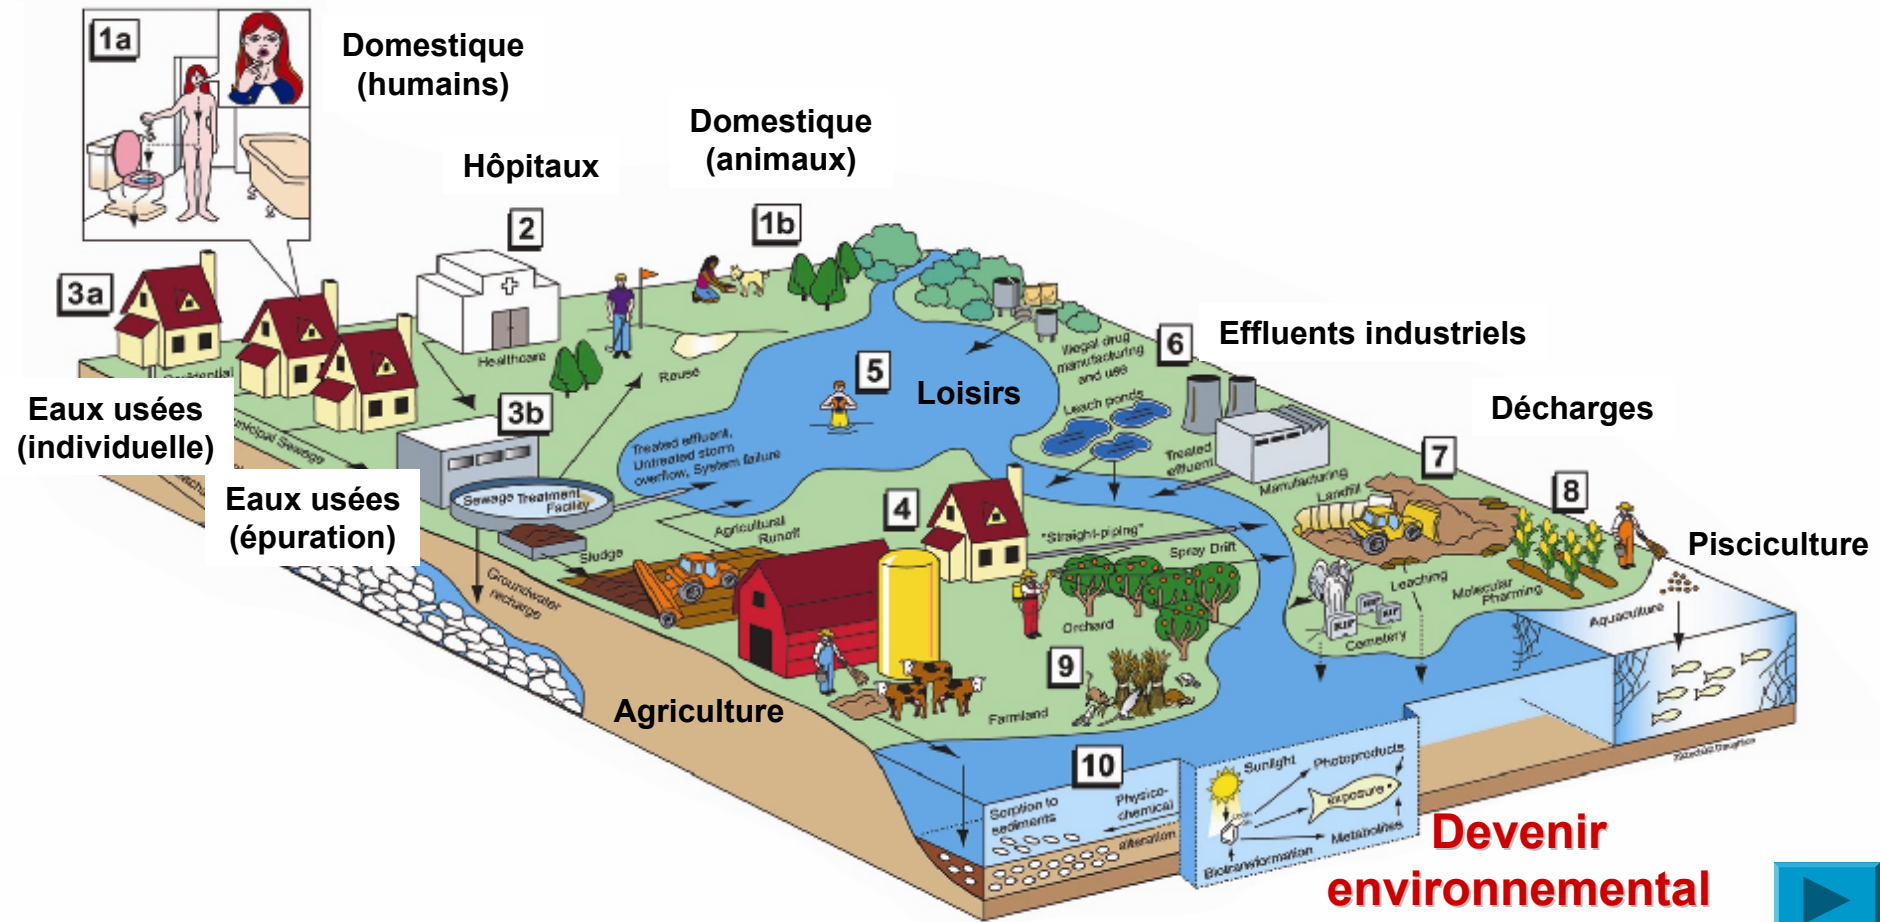 1a
Domestique
(humains)
Domestique
(animaux)
Hôpitaux
2
1b
3a
Healthcare
Reuse
5
Loisirs
Illegal drug
manufacturing
and use
6
Effluents industriels
Leach ponds
Décharges
Eaux usées
(individuelle)
3b
Treated effluent,
Untreated storm
overflow, System failure
Treated
effluent
Manufacturing
7
Landfill
8
Eaux usées
(épuration)
Sewage Treatment
Facility
Sludge
Agricultural
Runoff
4
"Straight-piping"
Spray Drift
Pisciculture
Leaching
Molecular
Pharming
Aquaculture
Groundwater
recharge
Orchard
RIP
RIP
RIP
Cemetery
9
Agriculture
Farmland
10
Sorption to
sediments
Physico-
chemical
alteration
Sunlight
Photoproducts
exposure
Metabolites
Biotransformation
Devenir
environnemental